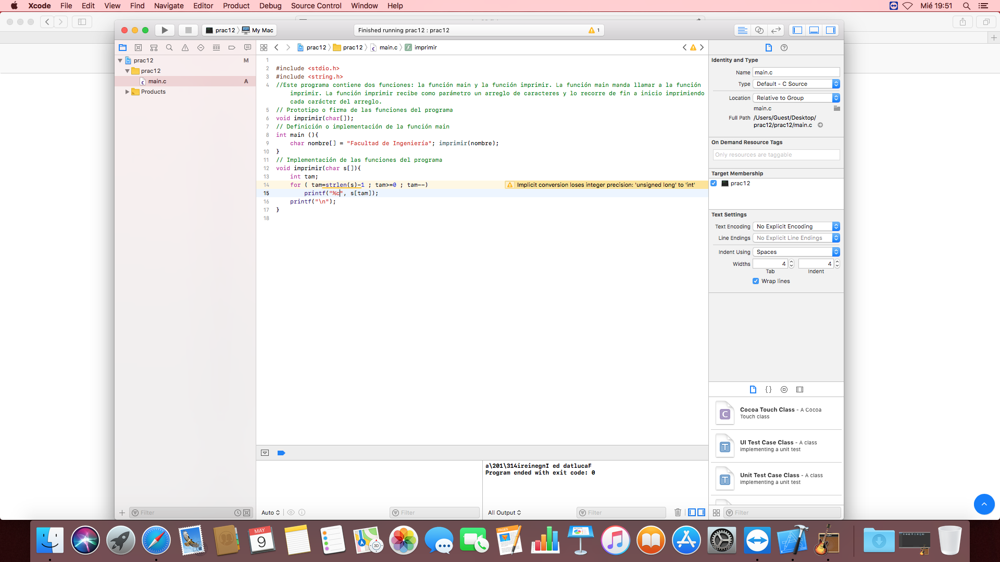 Xcode File Edit View Find Navigate Editor Product Debug Source Control Window Help Mié 19:51
prac12 My Mac Finished running prac12 : prac12 1
prac12 prac12 main.c imprimir
prac12 M
prac12
main.c A
Products
1
2 #include <stdio.h>
3 #include <string.h>
4 //Este programa contiene dos funciones: la función main y la función imprimir. La función main manda llamar a la función
imprimir. La función imprimir recibe como parámetro un arreglo de caracteres y lo recorre de fin a inicio imprimiendo
cada carácter del arreglo.
5 // Prototipo o firma de las funciones del programa
6 void imprimir(char[]);
7 // Definición o implementación de la función main
8 int main (){
9 char nombre[] = "Facultad de Ingeniería"; imprimir(nombre);
10 }
11 // Implementación de las funciones del programa
12 void imprimir(char s[]){
13 int tam;
14 for ( tam=strlen(s)-1 ; tam>=0 ; tam--) Implicit conversion loses integer precision: 'unsigned long' to 'int'
15 printf("%c", s[tam]);
16 printf("\n");
17 }
18
Identity and Type
Name main.c
Type Default - C Source
Location Relative to Group
main.c
Full Path /Users/Guest/Desktop/
prac12/prac12/main.c
On Demand Resource Tags
Only resources are taggable
Target Membership
prac12
Text Settings
Text Encoding No Explicit Encoding
Line Endings No Explicit Line Endings
Indent Using Spaces
Widths 4 4
Tab Indent
Wrap lines
{}
C Cocoa Touch Class - A Cocoa
Touch class
T UI Test Case Class - A class
implementing a unit test
T Unit Test Case Class - A class
implementing a unit test
a\201\314ireinegnI ed datlucaF
Program ended with exit code: 0
Filter Auto Filter All Output Filter Filter
MAY
9
3D
PAGES